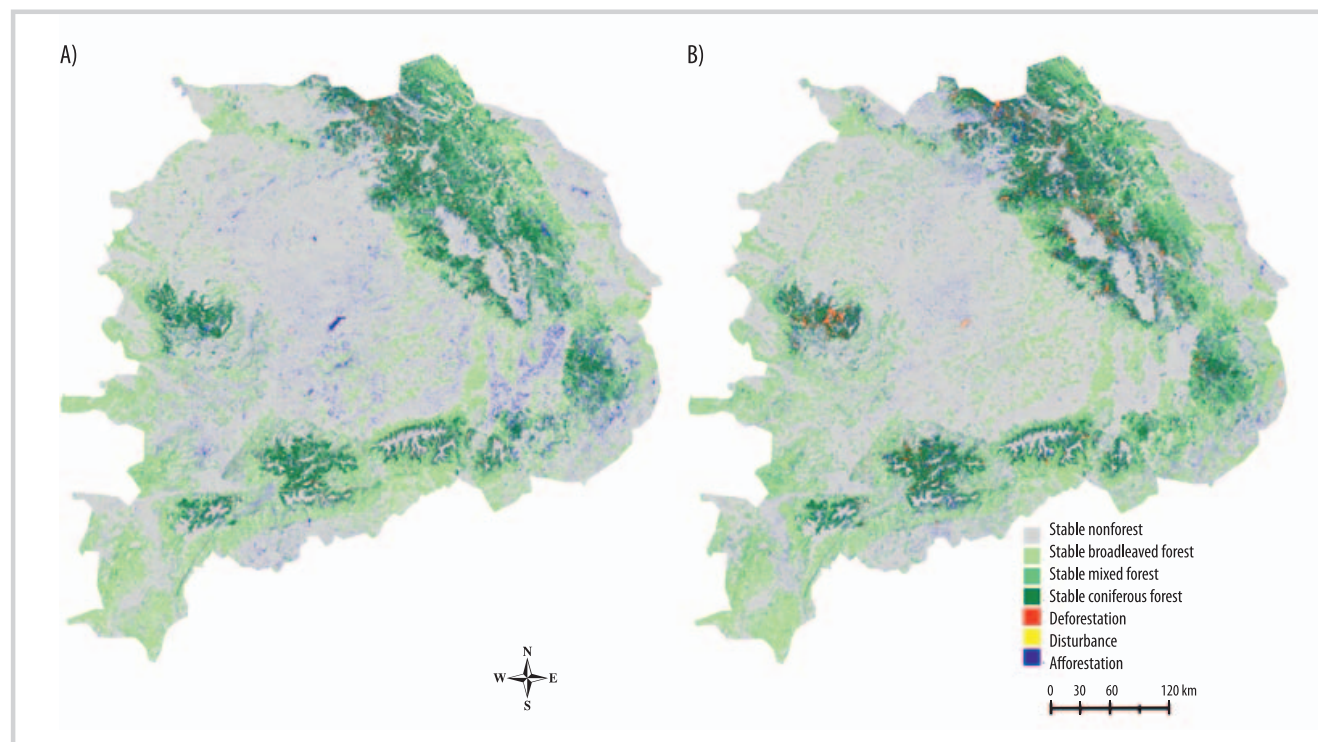 A)
B)
Stable nonforest
Stable broadleaved forest
Stable mixed forest
Stable coniferous forest
Deforestation
Disturbance
Afforestation
N
W E
S
0 30 60 120 km